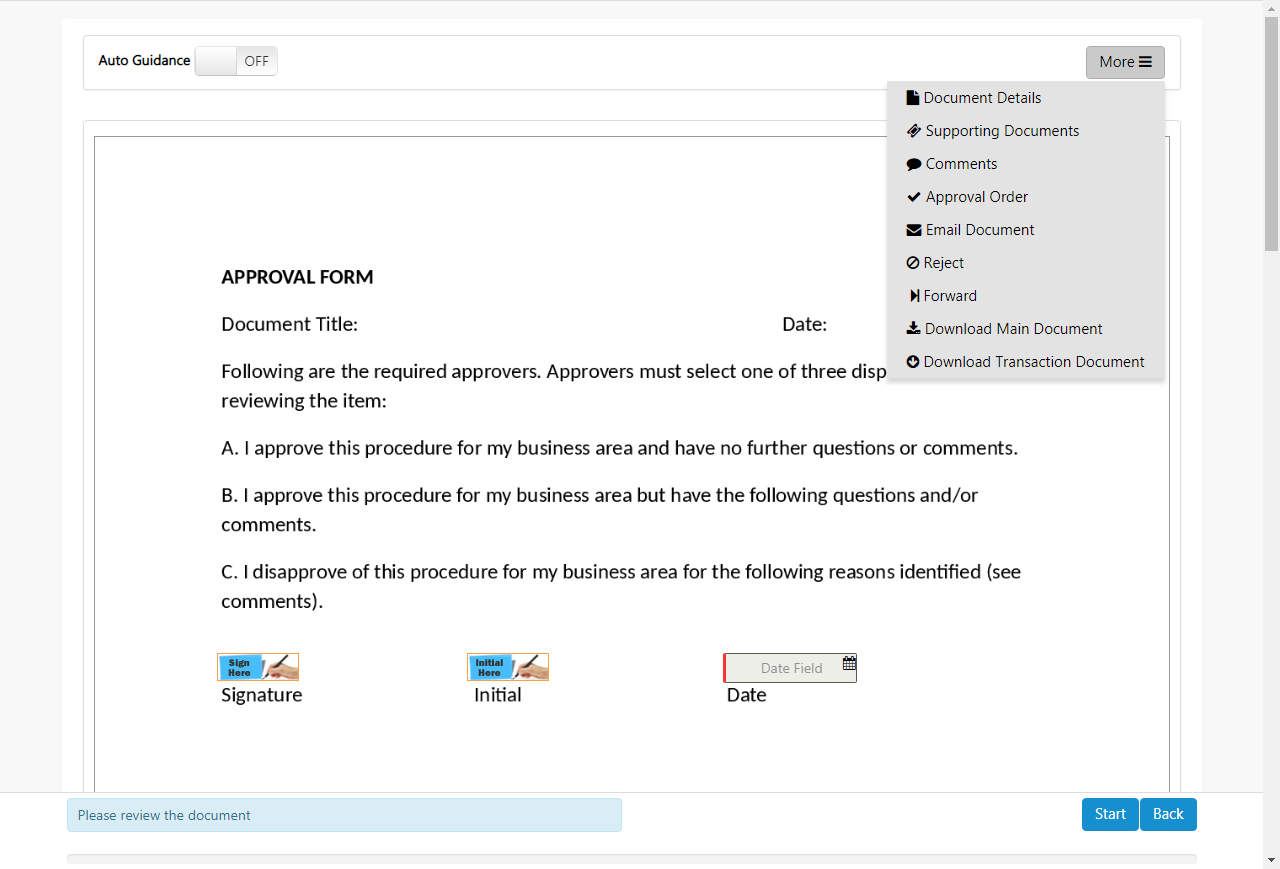 Auto Guidance OFF More
Document Details
Supporting Documents
Comments
Approval Order
Email Document
Reject
Forward
Download Main Document
Download Transaction Document
APPROVAL FORM
Document Title: Date:
Following are the required approvers. Approvers must select one of three disp
reviewing the item:
A. I approve this procedure for my business area and have no further questions or comments.
B. I approve this procedure for my business area but have the following questions and/or
comments.
C. I disapprove of this procedure for my business area for the following reasons identified (see
comments).
Sign
Here
Initial
Here
Date Field
Signature Initial Date
Please review the document Start Back